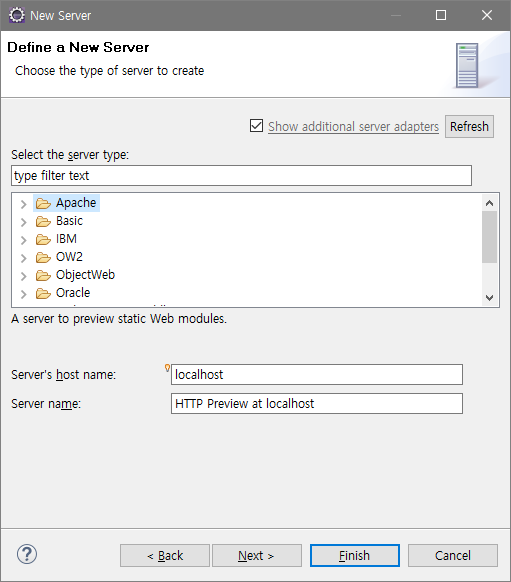 New Server
Define a New Server
Choose the type of server to create
Show additional server adapters Refresh
Select the server type:
type filter text
Apache
Basic
IBM
OW2
ObjectWeb
Oracle
A server to preview static Web modules.
Server's host name: localhost
Server name: HTTP Preview at localhost
? < Back Next > Finish Cancel